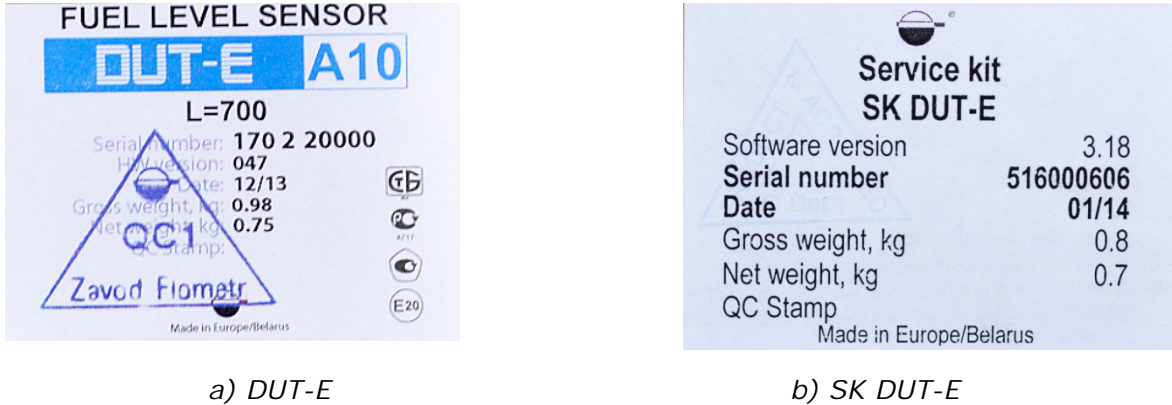 FUEL LEVEL SENSOR
DUT-E A10
L=700
Serial number: 170 2 20000
HW version: 047
Date: 12/13
Gross weight, kg: 0.98
Net weight, kg: 0.75
QC Stamp:
QC1
Zavod Flometr
E20
Made in Europe/Belarus
a) DUT-E
Service kit
SK DUT-E
Software version 3.18
Serial number 516000606
Date 01/14
Gross weight, kg 0.8
Net weight, kg 0.7
QC Stamp
Made in Europe/Belarus
b) SK DUT-E